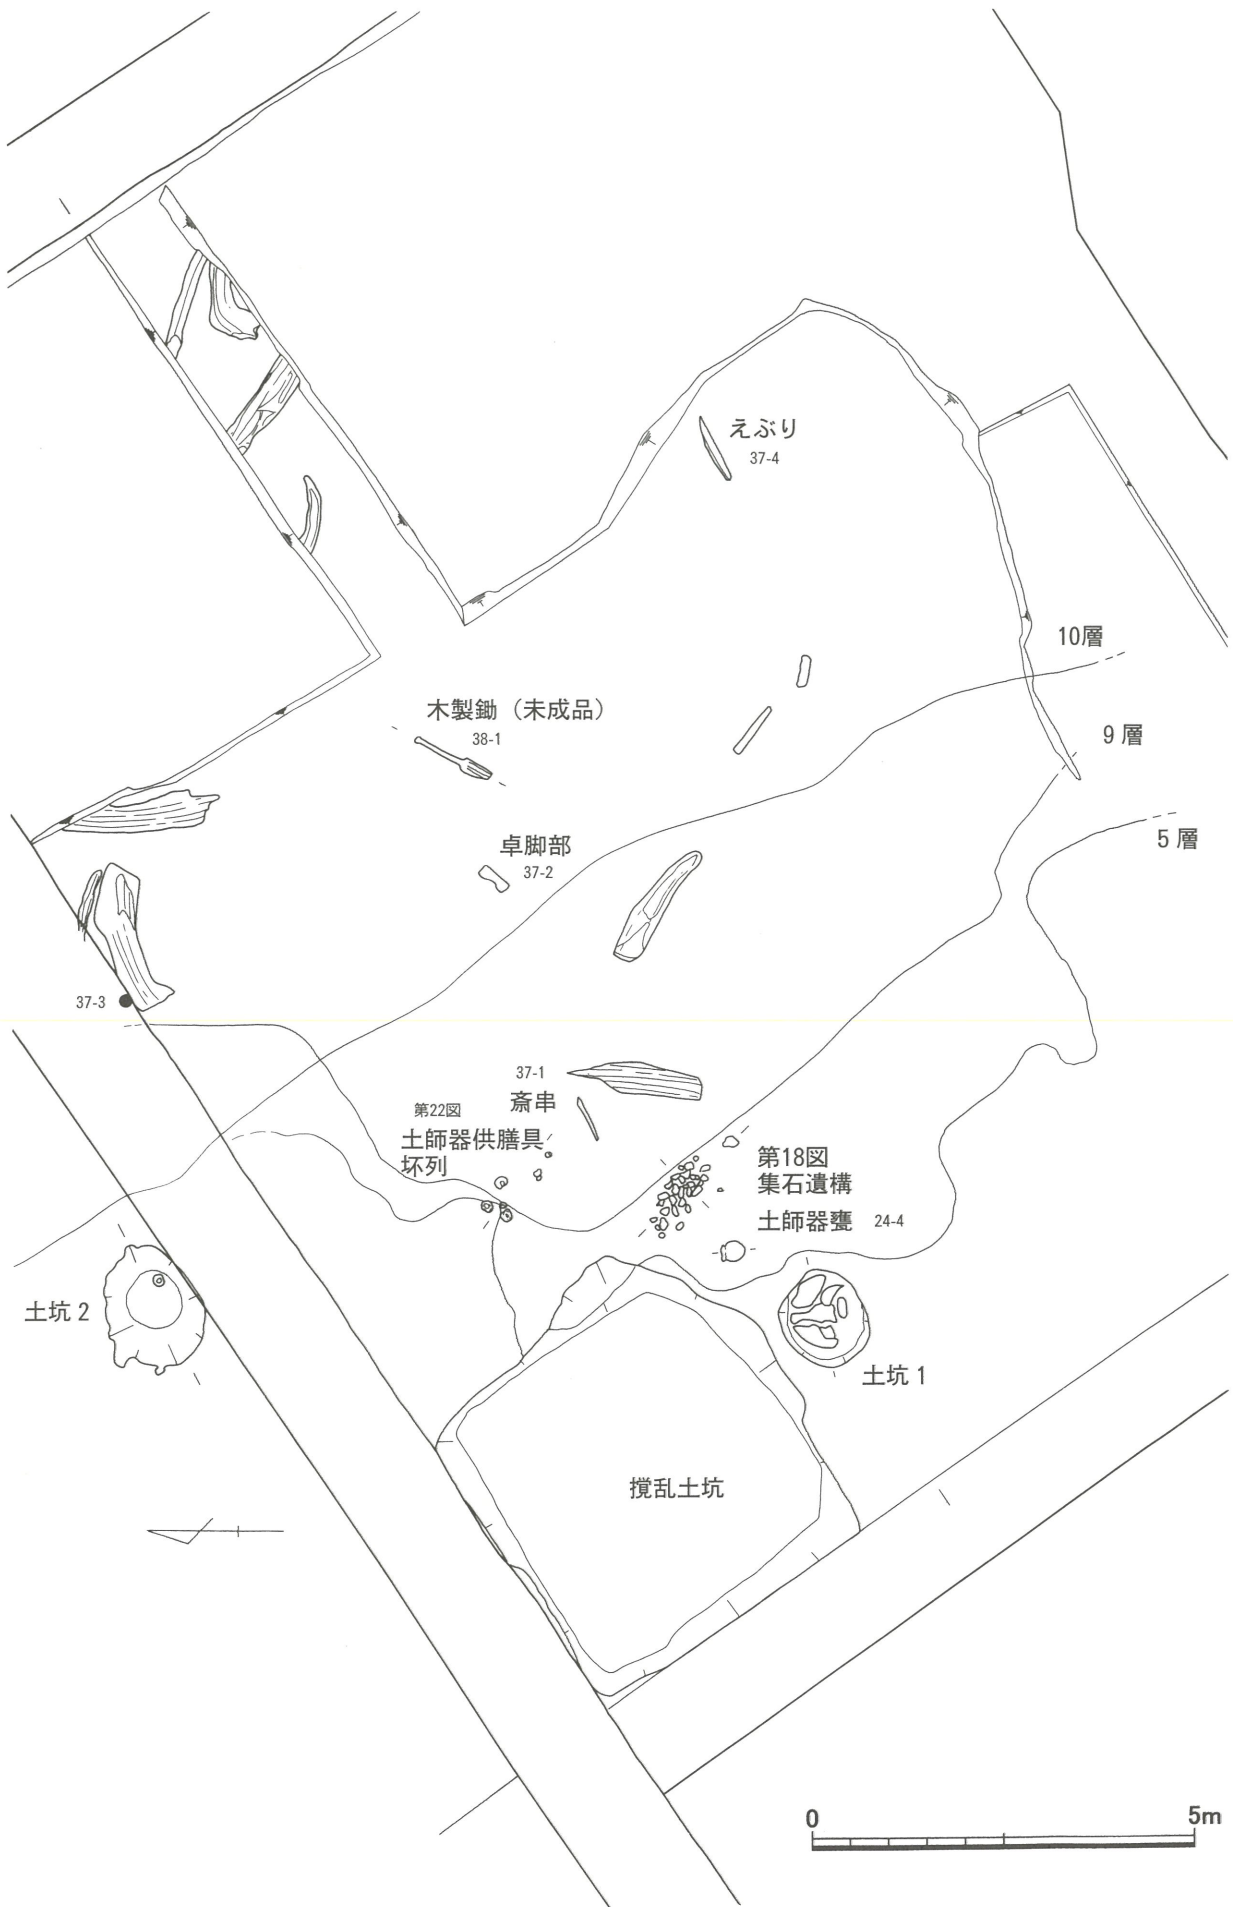 えぶり
37-4
10層
木製鋤（未成品）
38-1
9層
5層
卓脚部
37-2
37-3
37-1
斎串
第22図
土師器供膳具
坏列
第18図
集石遺構
土師器甕 24-4
土坑2
土坑1
撹乱土坑
0 5m